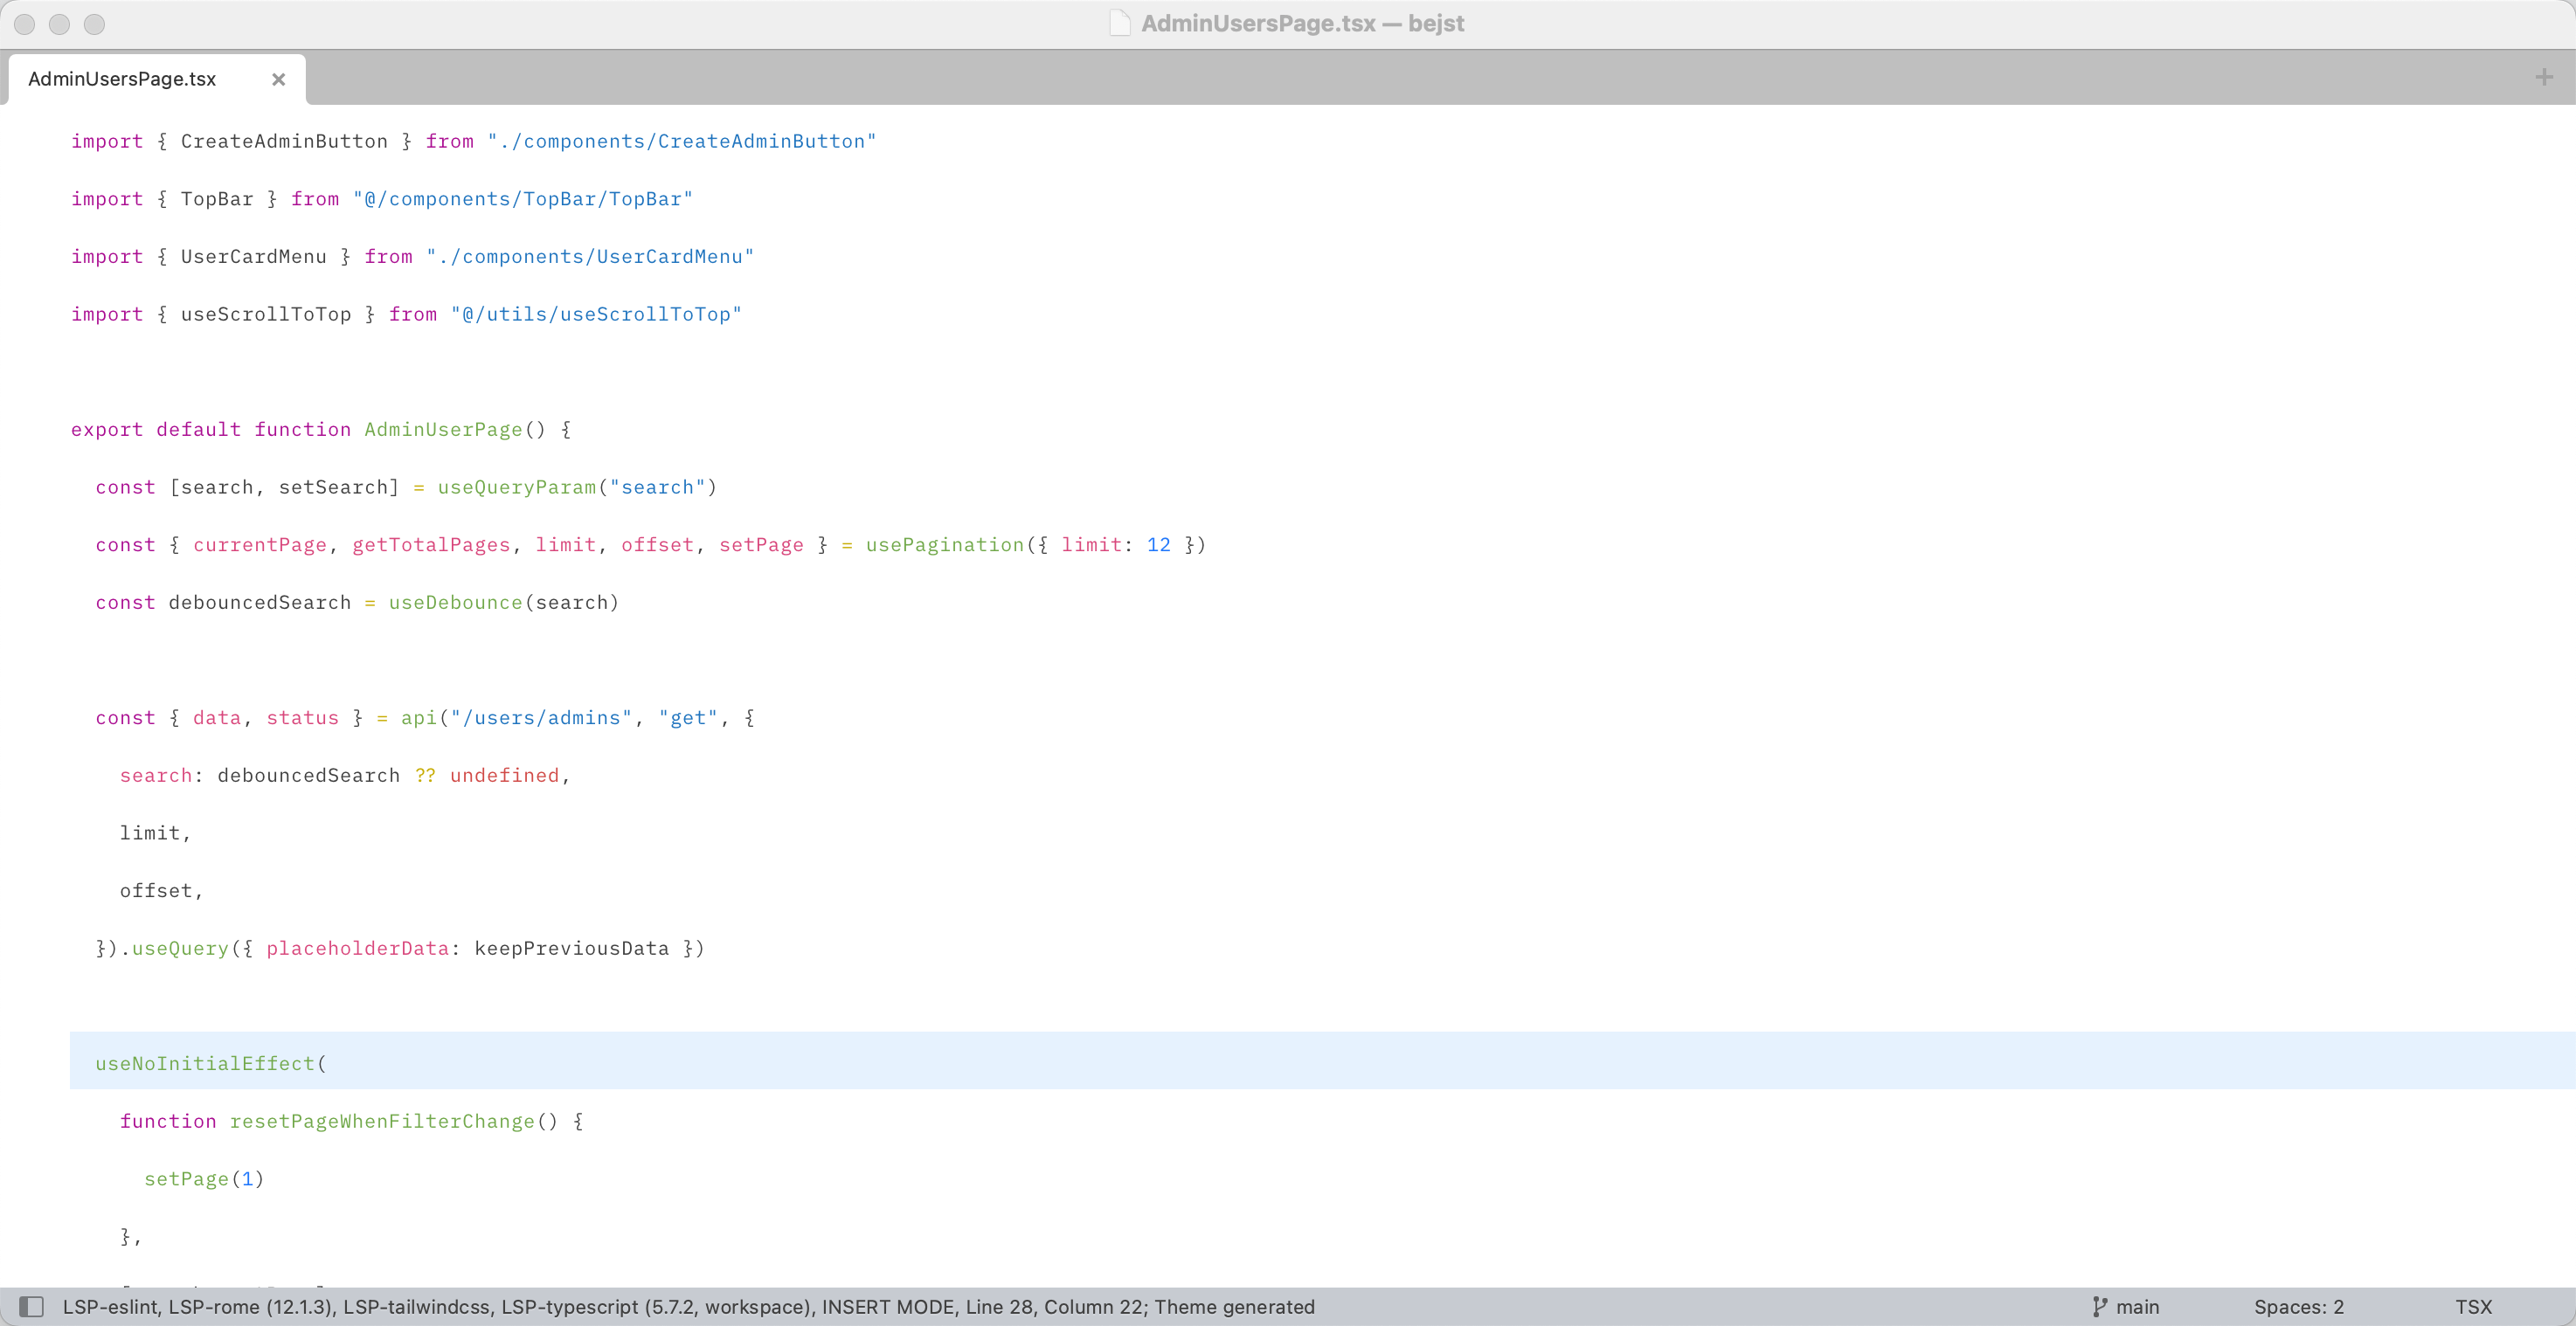 AdminUsersPage.tsx — bejst
AdminUsersPage.tsx
import { CreateAdminButton } from "./components/CreateAdminButton"
import { TopBar } from "@/components/TopBar/TopBar"
import { UserCardMenu } from "./components/UserCardMenu"
import { useScrollToTop } from "@/utils/useScrollToTop"
export default function AdminUserPage() {
  const [search, setSearch] = useQueryParam("search")
  const { currentPage, getTotalPages, limit, offset, setPage } = usePagination({ limit: 12 })
  const debouncedSearch = useDebounce(search)
  const { data, status } = api("/users/admins", "get", {
    search: debouncedSearch ?? undefined,
    limit,
    offset,
  }).useQuery({ placeholderData: keepPreviousData })
  useNoInitialEffect(
    function resetPageWhenFilterChange() {
      setPage(1)
    },
LSP-eslint, LSP-rome (12.1.3), LSP-tailwindcss, LSP-typescript (5.7.2, workspace), INSERT MODE, Line 28, Column 22; Theme generated
main
Spaces: 2
TSX